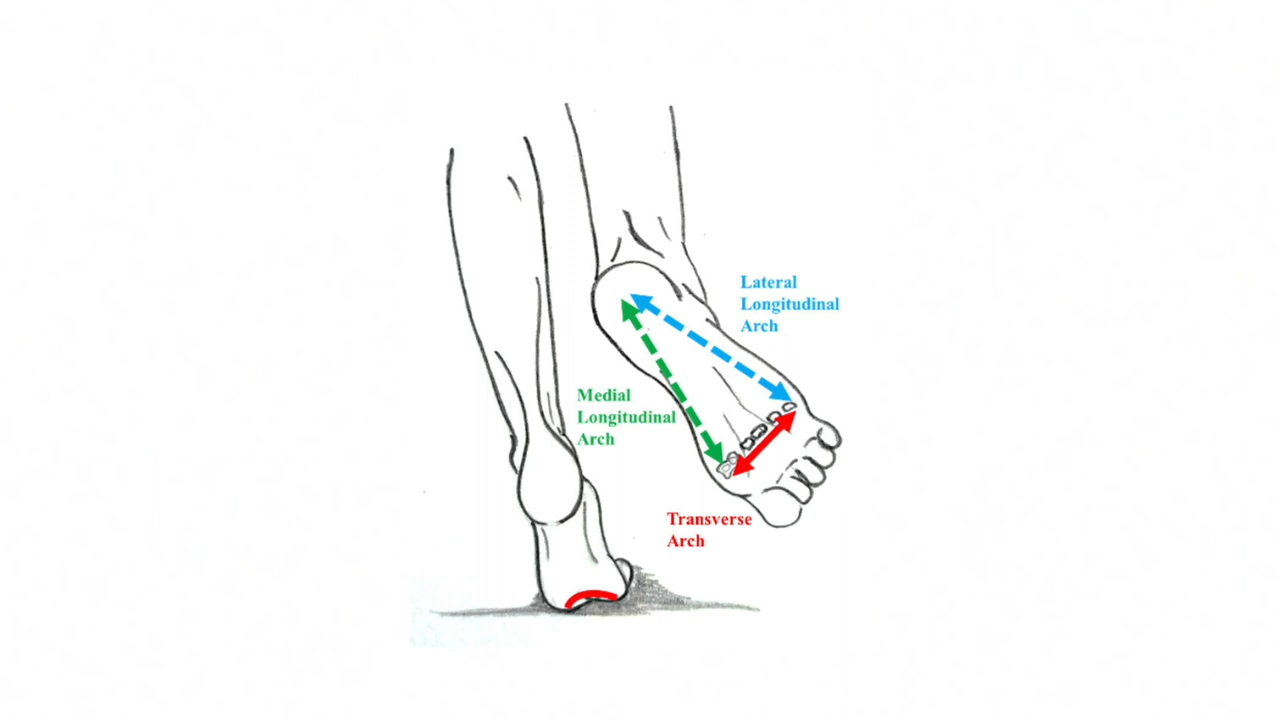 Lateral
Longitudinal
Arch
Medial
Longitudinal
Arch
Transverse
Arch